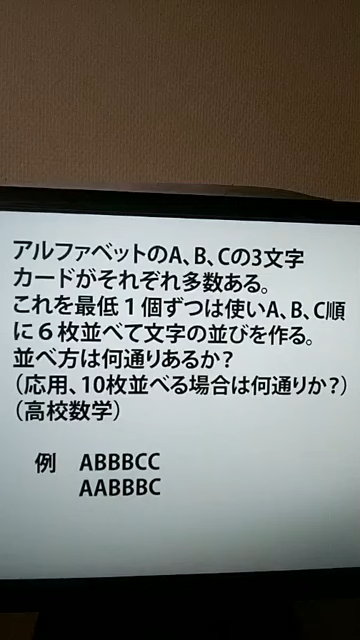 アルファベットのA、B、Cの3文字
カードがそれぞれ多数ある。
これを最低１個ずつは使いA、B、C順
に６枚並べて文字の並びを作る。
並べ方は何通りあるか？
（応用、10枚並べる場合は何通りか？）
（高校数学）
例　ABBBCC
AABBBC